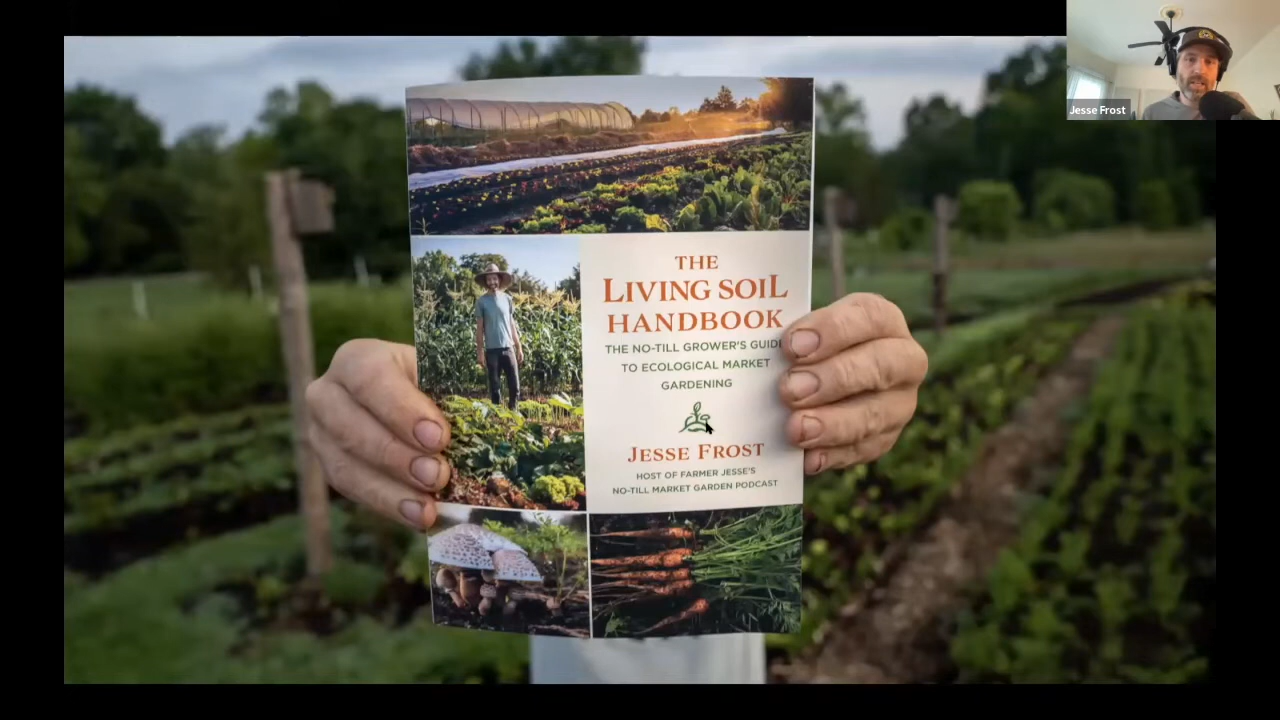 THE
LIVING SOIL
HANDBOOK
THE NO-TILL GROWER'S GUIDE
TO ECOLOGICAL MARKET
GARDENING
JESSE FROST
HOST OF FARMER JESSE'S
NO-TILL MARKET GARDEN PODCAST
Jesse Frost